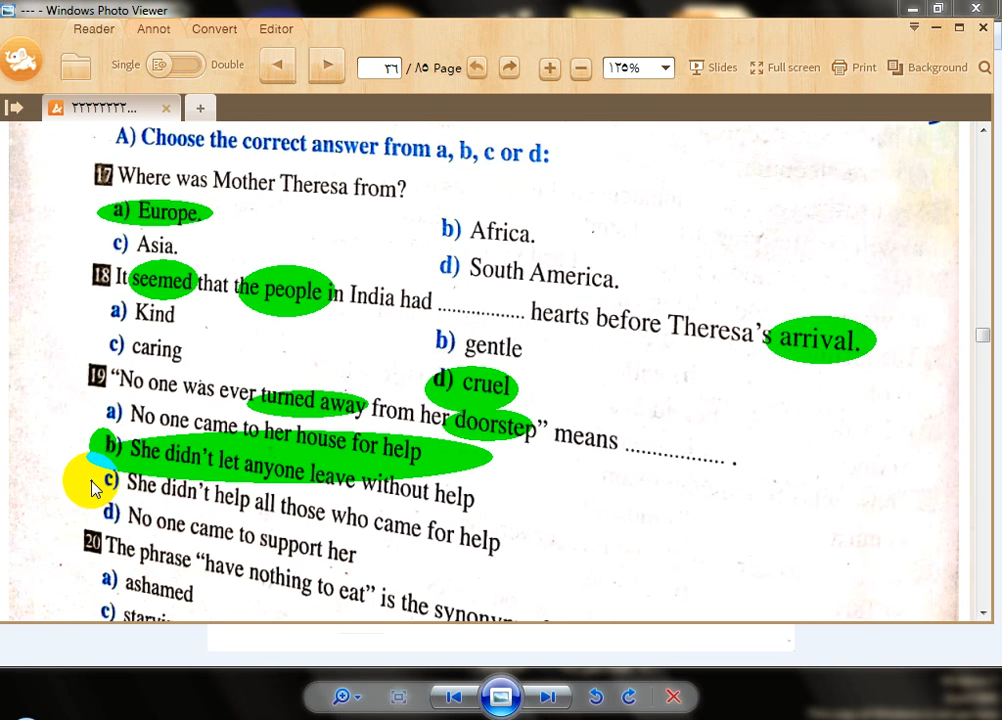 ---- - Windows Photo Viewer
Reader Annot Convert Editor
Single Double ٣٦ / ٨٥ Page ١٢٥% Slides Full screen Print Background
٢٢٢٢٢٢٢٢...
A) Choose the correct answer from a, b, c or d:
17 Where was Mother Theresa from?
a) Europe.
b) Africa.
c) Asia.
d) South America.
18 It seemed that the people in India had ................. hearts before Theresa's arrival.
a) Kind
b) gentle
c) caring
d) cruel
19 “No one was ever turned away from her doorstep” means .................... .
a) No one came to her house for help
b) She didn't let anyone leave without help
c) She didn't help all those who came for help
d) No one came to support her
20 The phrase “have nothing to eat” is the
a) ashamed
c)